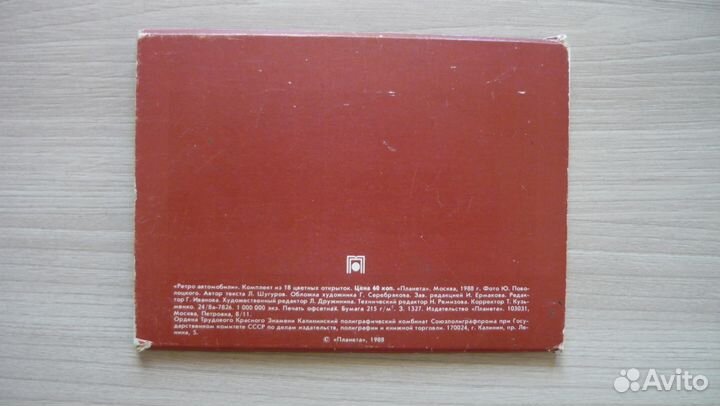 «Ретро автомобили». Комплект из 18 цветных открыток. Цена 60 коп. «Планета». Москва, 1988 г. Фото Ю. Пово-
лоцкого. Автор текста Л. Шугуров. Обложка художника Г. Серебрякова. Зав. редакцией И. Ермакова. Редак-
тор Г. Иванова. Художественный редактор Л. Дружинина. Технический редактор Н. Ремизова. Корректор Т. Кузь-
менко. 24/8а-7826. 1 000 000 экз. Печать офсетная. Бумага 215 г/м². З. 1327. Издательство «Планета». 103031,
Москва, Петровка, 8/11.
Ордена Трудового Красного Знамени Калининский полиграфический комбинат Союзполиграфпрома при Госу-
дарственном комитете СССР по делам издательств, полиграфии и книжной торговли. 170024, г. Калинин, пр. Ле-
нина, 5.
© «Планета», 1988
Avito